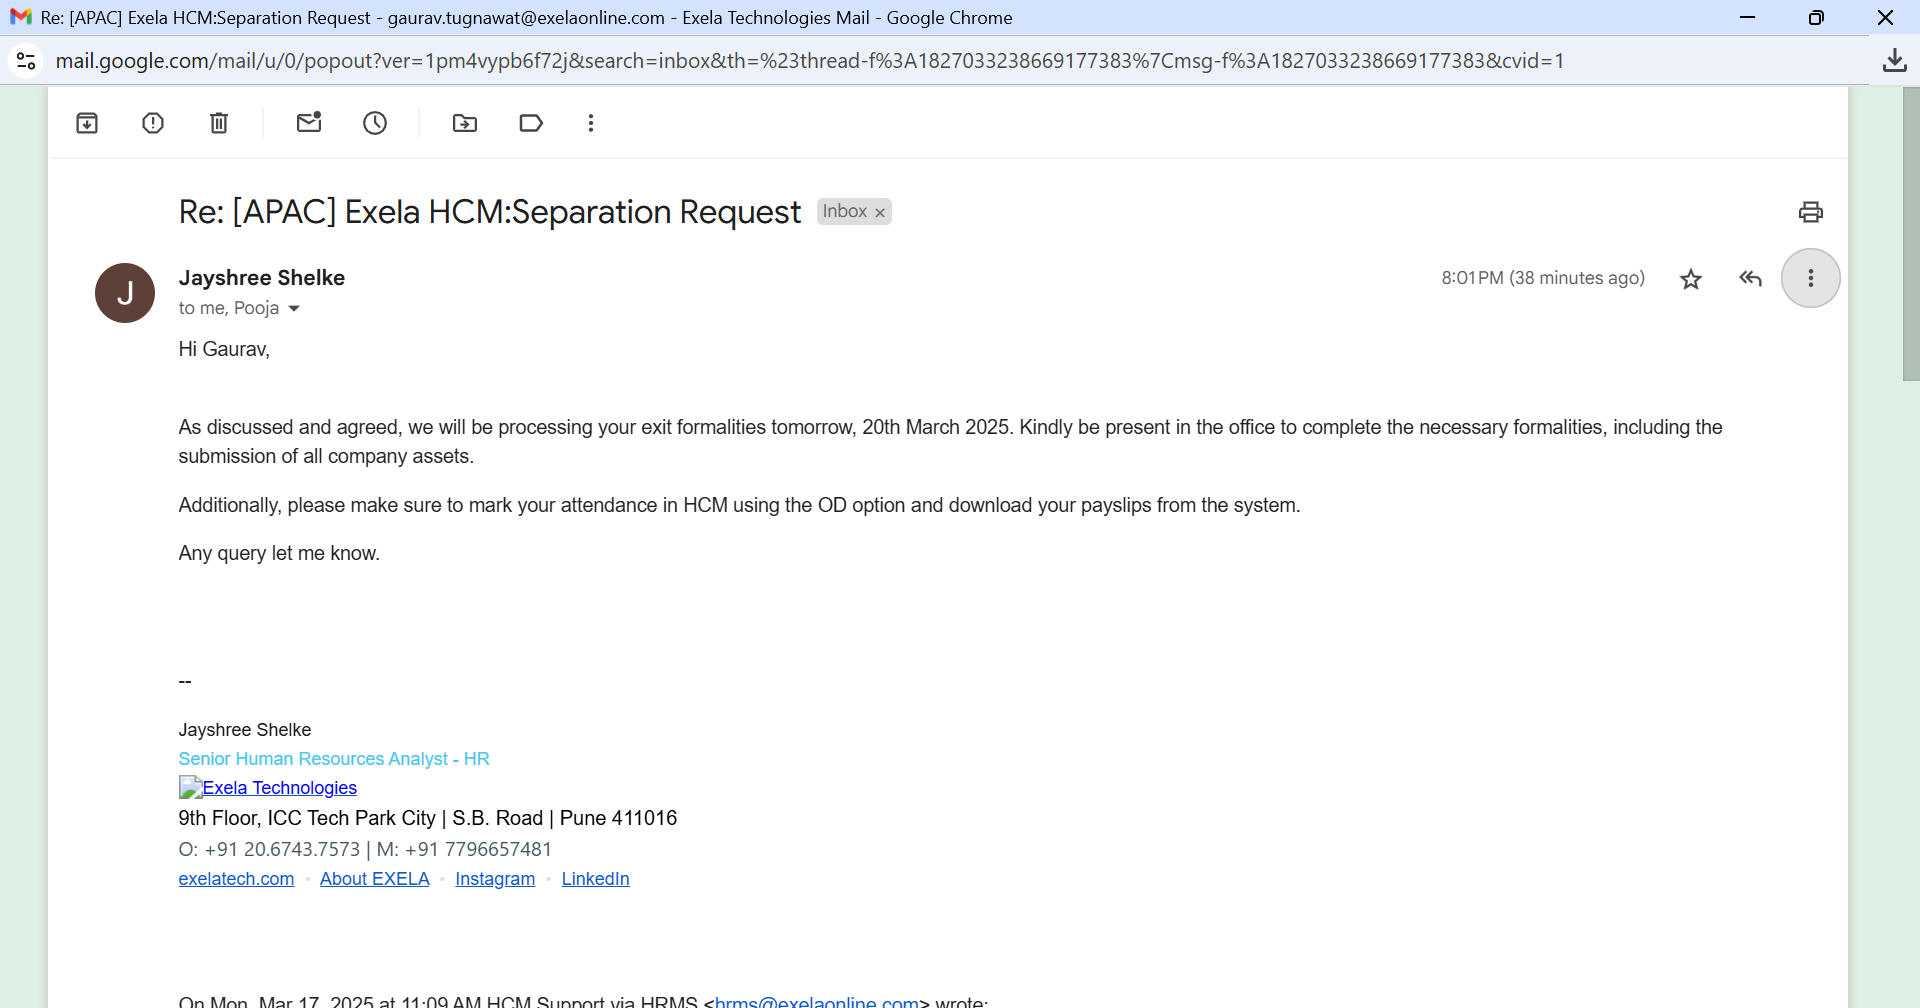 Re: [APAC] Exela HCM:Separation Request - gaurav.tugnawat@exelaonline.com - Exela Technologies Mail - Google Chrome
mail.google.com/mail/u/0/popout?ver=1pm4vypb6f72j&search=inbox&th=%23thread-f%3A1827033238669177383%7Cmsg-f%3A1827033238669177383&cvid=1
Re: [APAC] Exela HCM:Separation Request Inbox ×
J
Jayshree Shelke 8:01 PM (38 minutes ago)
to me, Pooja
Hi Gaurav,
As discussed and agreed, we will be processing your exit formalities tomorrow, 20th March 2025. Kindly be present in the office to complete the necessary formalities, including the
submission of all company assets.
Additionally, please make sure to mark your attendance in HCM using the OD option and download your payslips from the system.
Any query let me know.
--
Jayshree Shelke
Senior Human Resources Analyst - HR
Exela Technologies
9th Floor, ICC Tech Park City | S.B. Road | Pune 411016
O: +91 20.6743.7573 | M: +91 7796657481
exelatech.com · About EXELA · Instagram · LinkedIn
On Mon, Mar 17, 2025 at 11:09 AM HCM Support via HRMS <hrms@exelaonline.com> wrote: